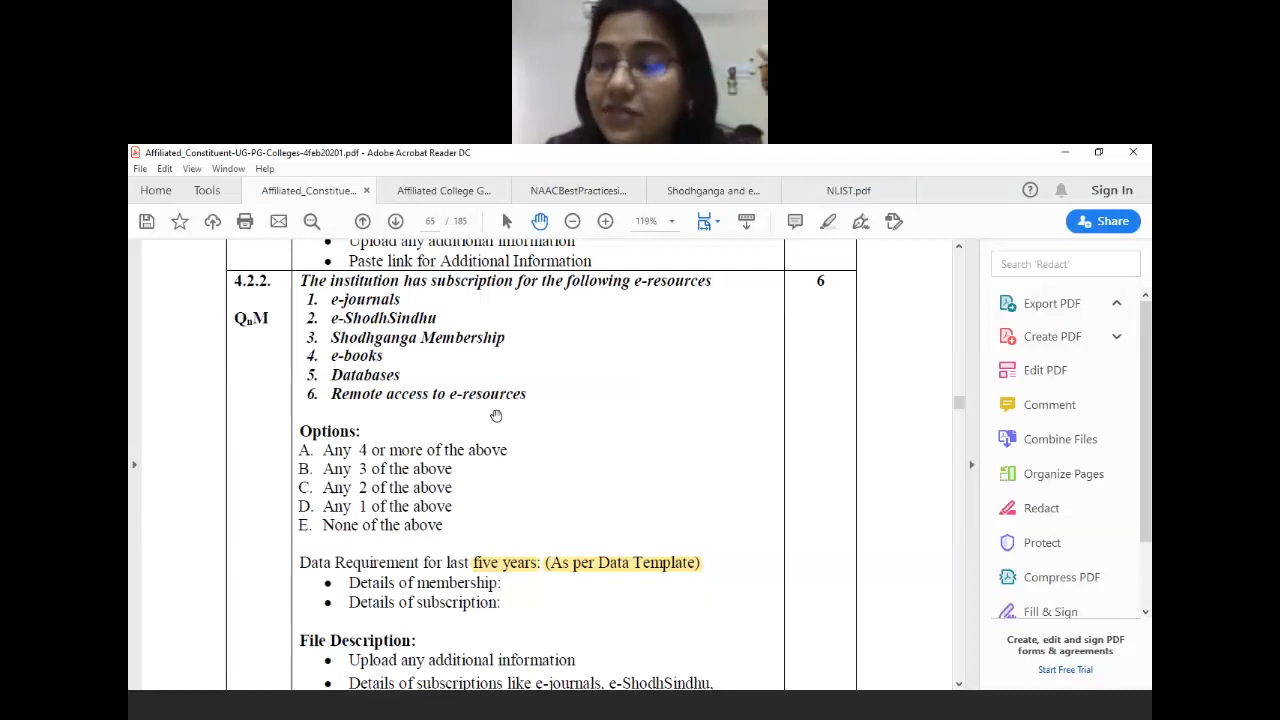 Affiliated_Constituent-UG-PG-Colleges-4feb20201.pdf - Adobe Acrobat Reader DC
File Edit View Window Help
Home Tools Affiliated_Constitue... × Affiliated College G... NAACBestPracticesi... Shodhganga and e... NLIST.pdf Sign In
65 / 185 119% Share
Upload any additional information
Paste link for Additional Information
4.2.2. The institution has subscription for the following e-resources 6
1. e-journals
QnM 2. e-ShodhSindhu
3. Shodhganga Membership
4. e-books
5. Databases
6. Remote access to e-resources
Options:
A. Any 4 or more of the above
B. Any 3 of the above
C. Any 2 of the above
D. Any 1 of the above
E. None of the above
Data Requirement for last five years: (As per Data Template)
• Details of membership:
• Details of subscription:
File Description:
• Upload any additional information
• Details of subscriptions like e-journals, e-ShodhSindhu,
Search 'Redact'
Export PDF
Create PDF
Edit PDF
Comment
Combine Files
Organize Pages
Redact
Protect
Compress PDF
Fill & Sign
Create, edit and sign PDF
forms & agreements
Start Free Trial